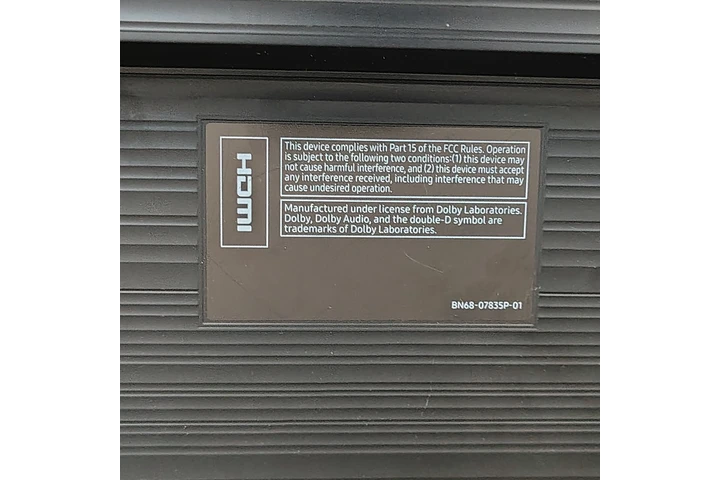 HDMI
This device complies with Part 15 of the FCC Rules. Operation
is subject to the following two conditions:(1) this device may
not cause harmful interference, and (2) this device must accept
any interference received, including interference that may
cause undesired operation.
Manufactured under license from Dolby Laboratories.
Dolby, Dolby Audio, and the double-D symbol are
trademarks of Dolby Laboratories.
BN68-07835P-01